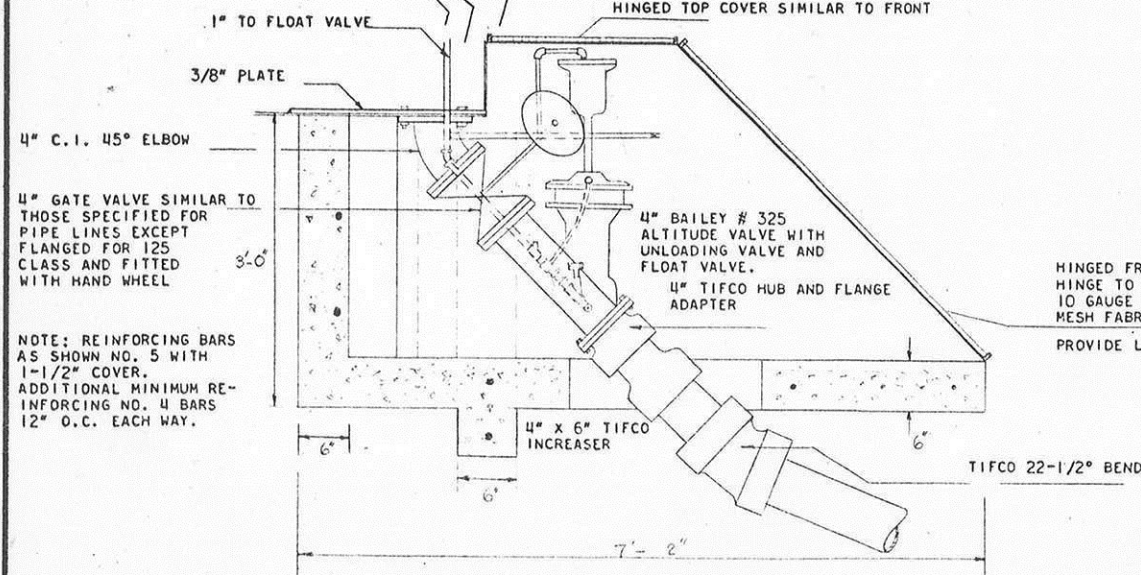 HINGED TOP COVER SIMILAR TO FRONT
1" TO FLOAT VALVE
3/8" PLATE
4" C.I. 45° ELBOW
4" GATE VALVE SIMILAR TO
THOSE SPECIFIED FOR
PIPE LINES EXCEPT
FLANGED FOR 125
CLASS AND FITTED
WITH HAND WHEEL
3'-0"
4" BAILEY # 325
ALTITUDE VALVE WITH
UNLOADING VALVE AND
FLOAT VALVE.
4" TIFCO HUB AND FLANGE
ADAPTER
HINGED FR
HINGE TO
10 GAUGE
MESH FABR
PROVIDE L
NOTE: REINFORCING BARS
AS SHOWN NO. 5 WITH
1-1/2" COVER.
ADDITIONAL MINIMUM RE-
INFORCING NO. 4 BARS
12" O.C. EACH WAY.
6"
4" X 6" TIFCO
INCREASER
6'
6"
TIFCO 22-1/2° BEND
7'- 2"